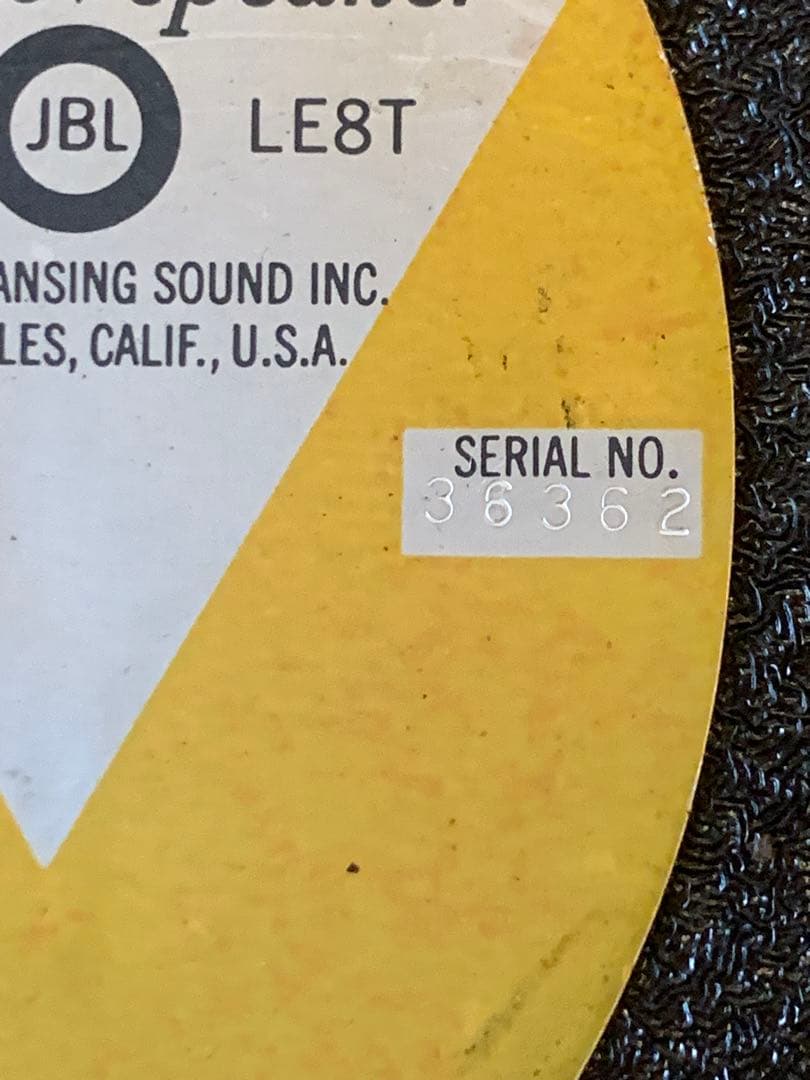 JBL LE8T
ANSING SOUND INC.
LES, CALIF., U.S.A.
SERIAL NO.
36362